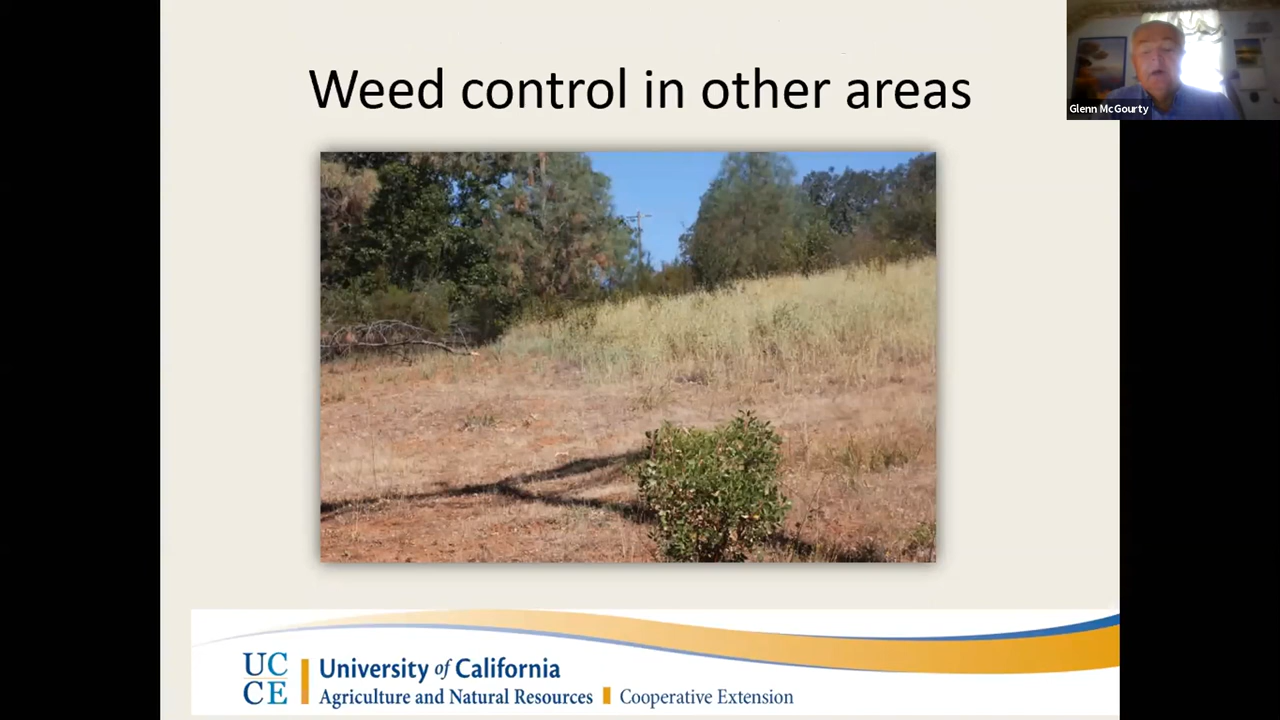 Weed control in other areas
Glenn McGourty
UC
CE
University of California
Agriculture and Natural Resources
Cooperative Extension